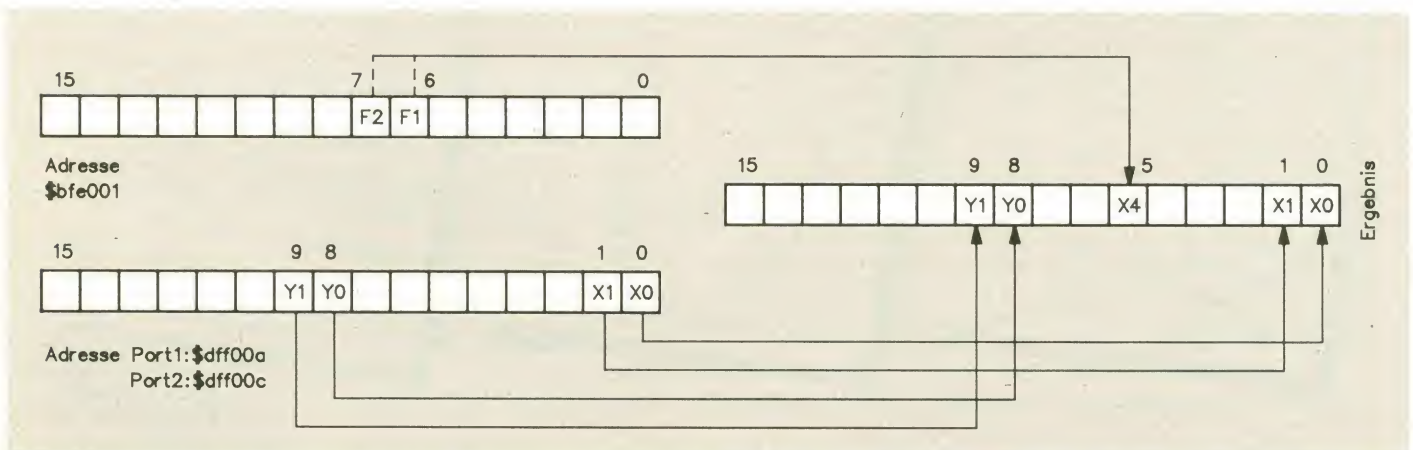 15 7 6 0
F2 F1
Adresse
$bfe001
15 9 8 5 1 0
Y1 Y0 X4 X1 X0
Ergebnis
15 9 8 1 0
Y1 Y0 X1 X0
Adresse Port1:$dff00a
Port2:$dff00c